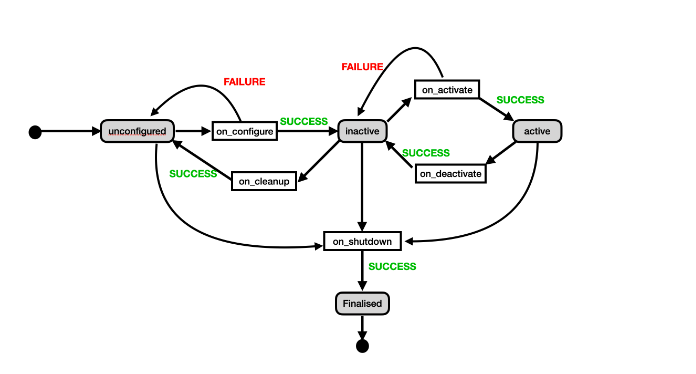 FAILURE
FAILURE
on_activate
SUCCESS
SUCCESS
unconfigured
on_configure
inactive
active
SUCCESS
SUCCESS
on_cleanup
on_deactivate
on_shutdown
SUCCESS
Finalised